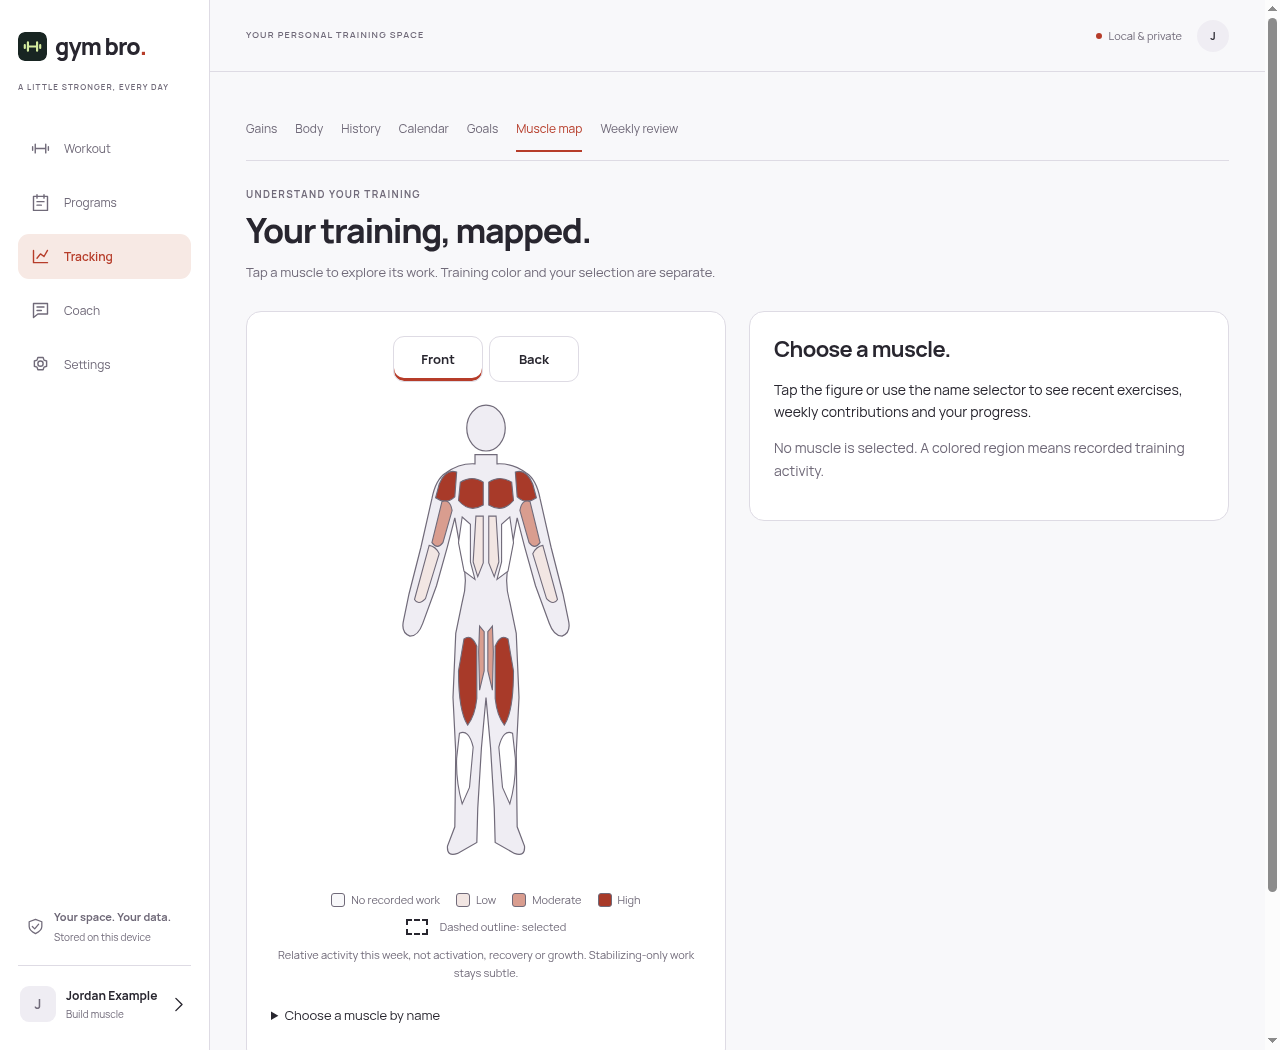 gym bro.
A LITTLE STRONGER, EVERY DAY
Workout
Programs
Tracking
Coach
Settings
Your space. Your data.
Stored on this device
J
Jordan Example
Build muscle
YOUR PERSONAL TRAINING SPACE
Local & private
J
Gains
Body
History
Calendar
Goals
Muscle map
Weekly review
UNDERSTAND YOUR TRAINING
Your training, mapped.
Tap a muscle to explore its work. Training color and your selection are separate.
Front
Back
No recorded work
Low
Moderate
High
Dashed outline: selected
Relative activity this week, not activation, recovery or growth. Stabilizing-only work
stays subtle.
Choose a muscle by name
Choose a muscle.
Tap the figure or use the name selector to see recent exercises,
weekly contributions and your progress.
No muscle is selected. A colored region means recorded training
activity.